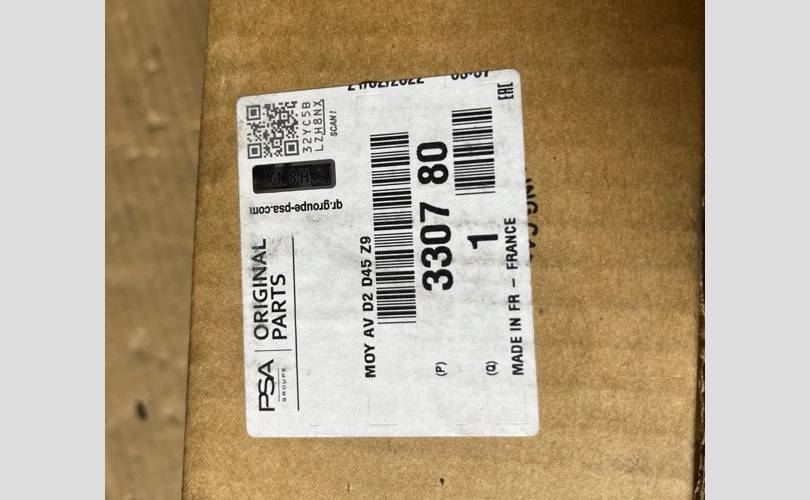 PSA
GROUPE
ORIGINAL
PARTS
qr.groupe-psa.com
32YC5B
LZH8NX
SCAN!
MOY AV D2 D45 Z9
(P) 3307 80
(Q) 1
MADE IN FR - FRANCE
EAC